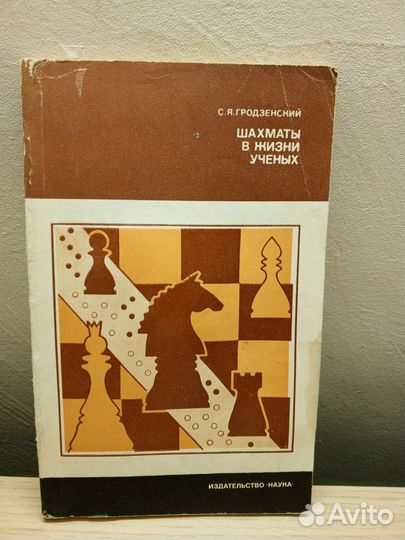 С.Я.ГРОДЗЕНСКИЙ
ШАХМАТЫ
В ЖИЗНИ
УЧЕНЫХ
ИЗДАТЕЛЬСТВО «НАУКА»
Avito